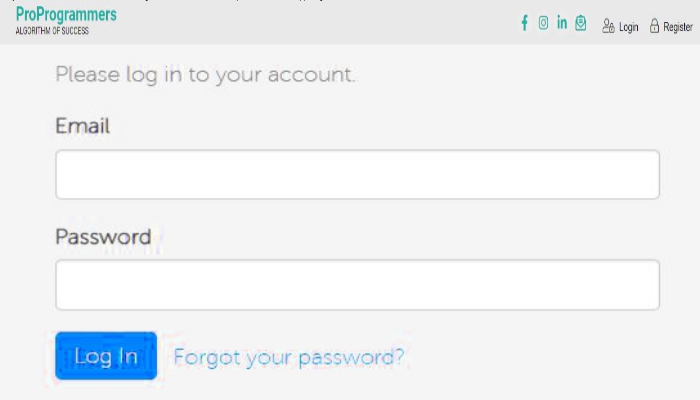 ProProgrammers
ALGORITHM OF SUCCESS
Login
Register
Please log in to your account.
Email
Password
Log In
Forgot your password?